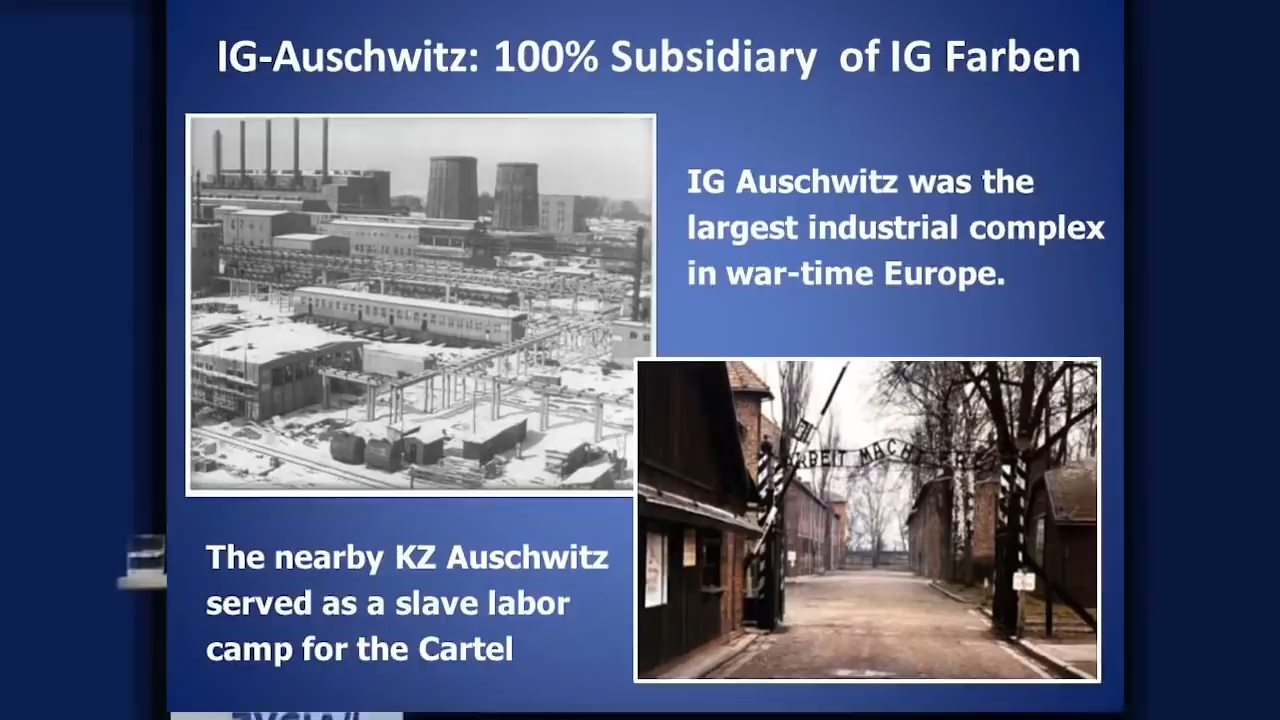 IG-Auschwitz: 100% Subsidiary of IG Farben
IG Auschwitz was the
largest industrial complex
in war-time Europe.
ARBEIT MACHT
The nearby KZ Auschwitz
served as a slave labor
camp for the Cartel